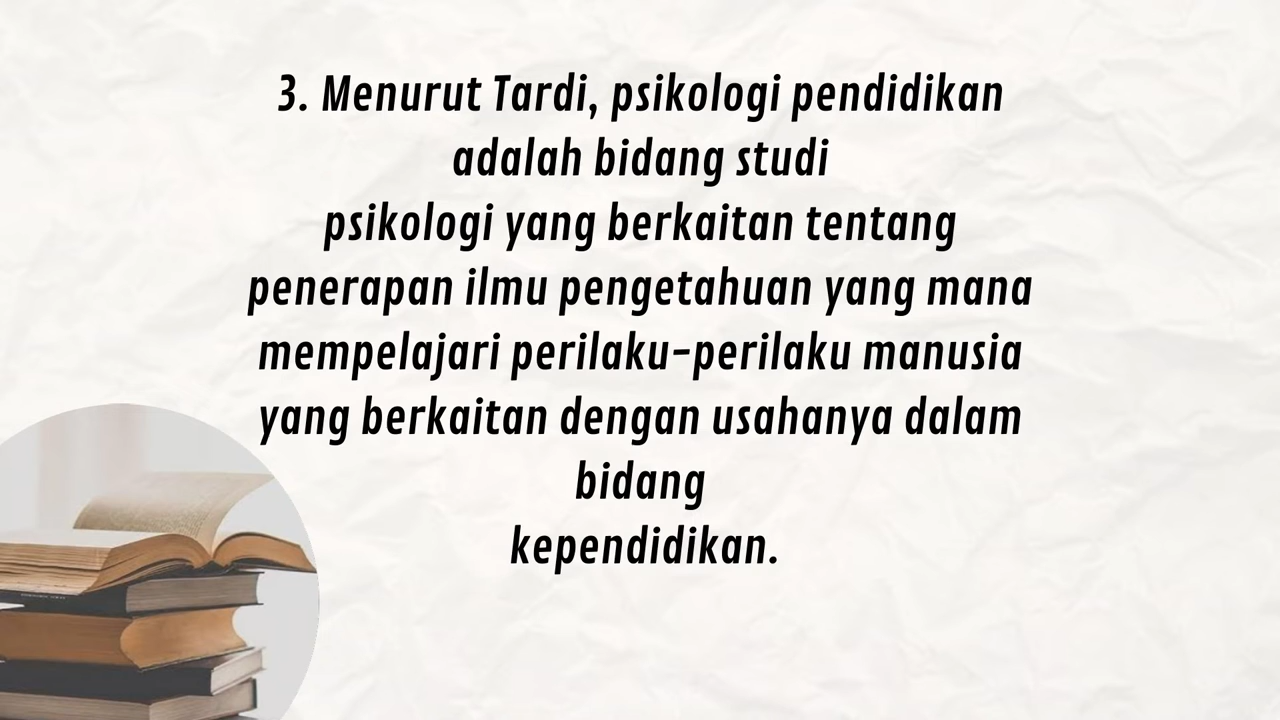 3. Menurut Tardi, psikologi pendidikan
adalah bidang studi
psikologi yang berkaitan tentang
penerapan ilmu pengetahuan yang mana
mempelajari perilaku-perilaku manusia
yang berkaitan dengan usahanya dalam
bidang
kependidikan.